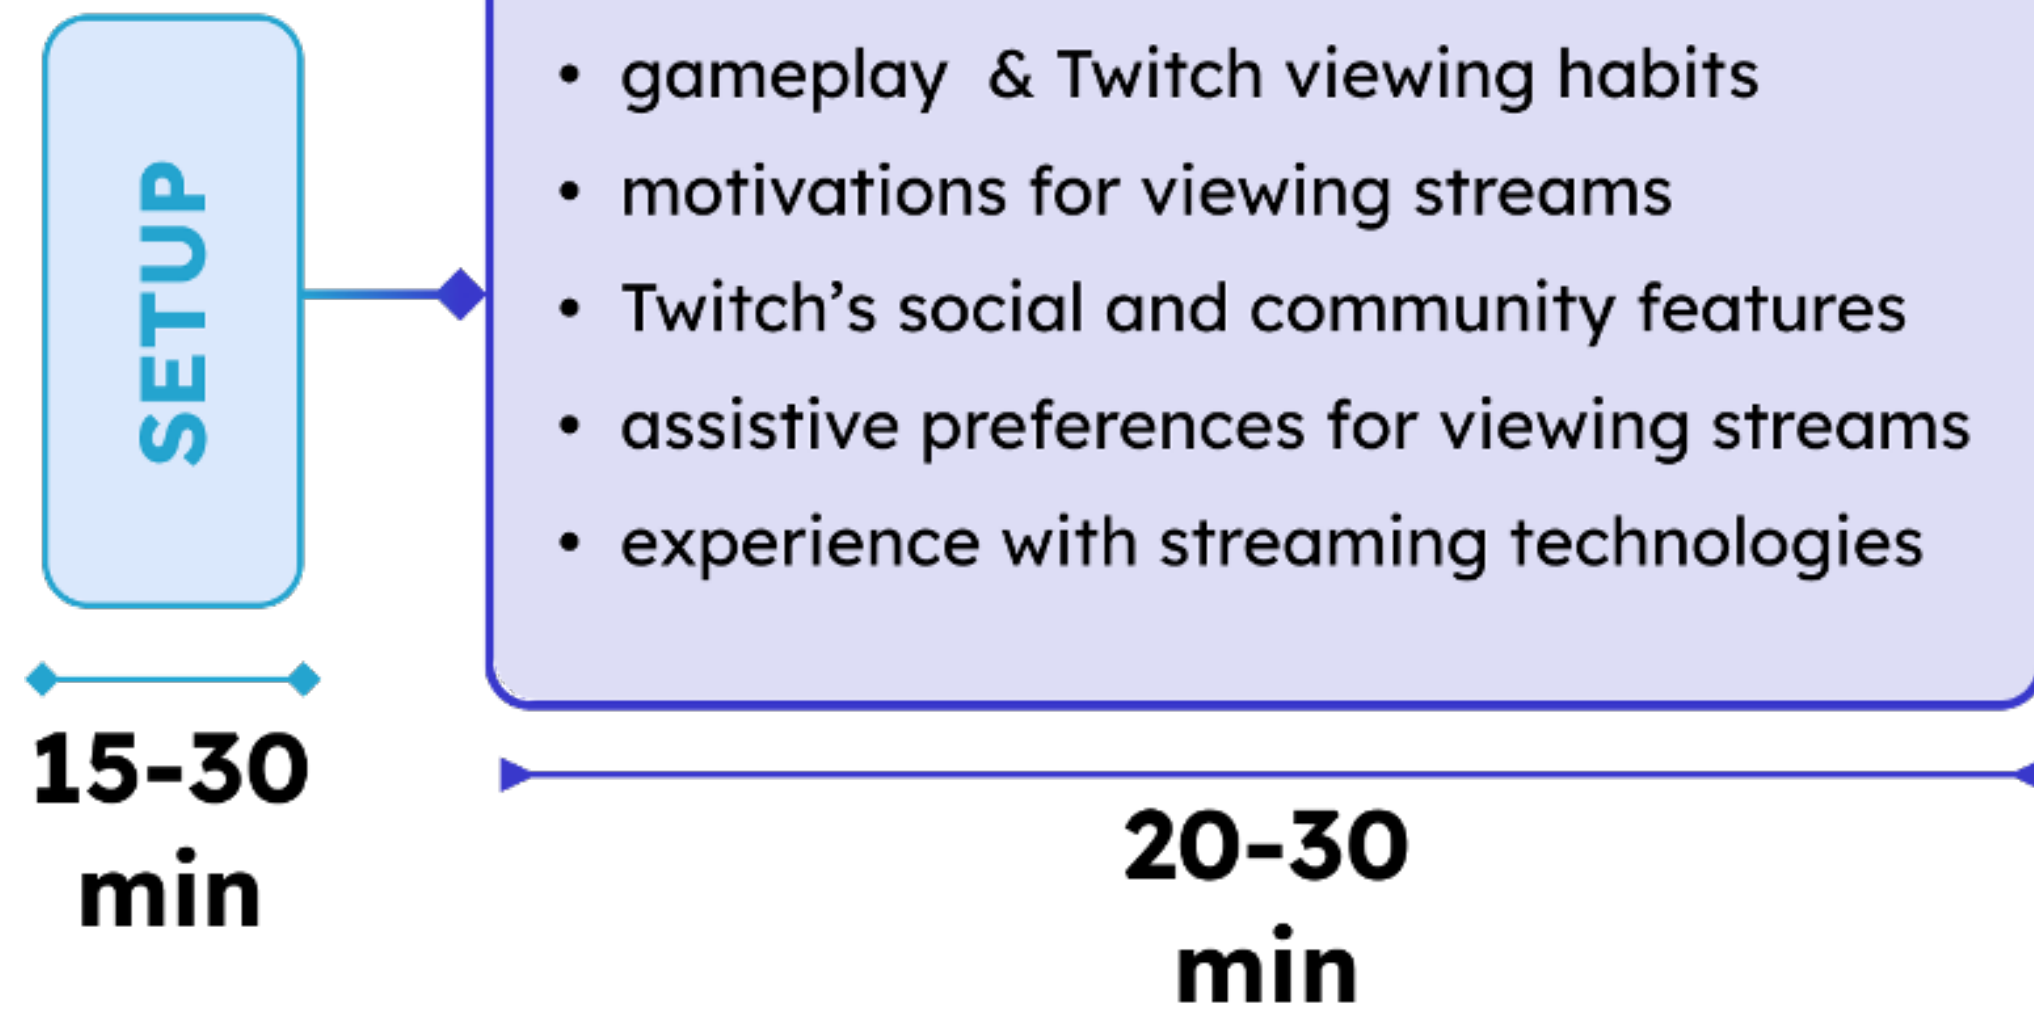 SETUP
15-30
min
• gameplay  & Twitch viewing habits
• motivations for viewing streams
• Twitch’s social and community features
• assistive preferences for viewing streams
• experience with streaming technologies
20-30
min